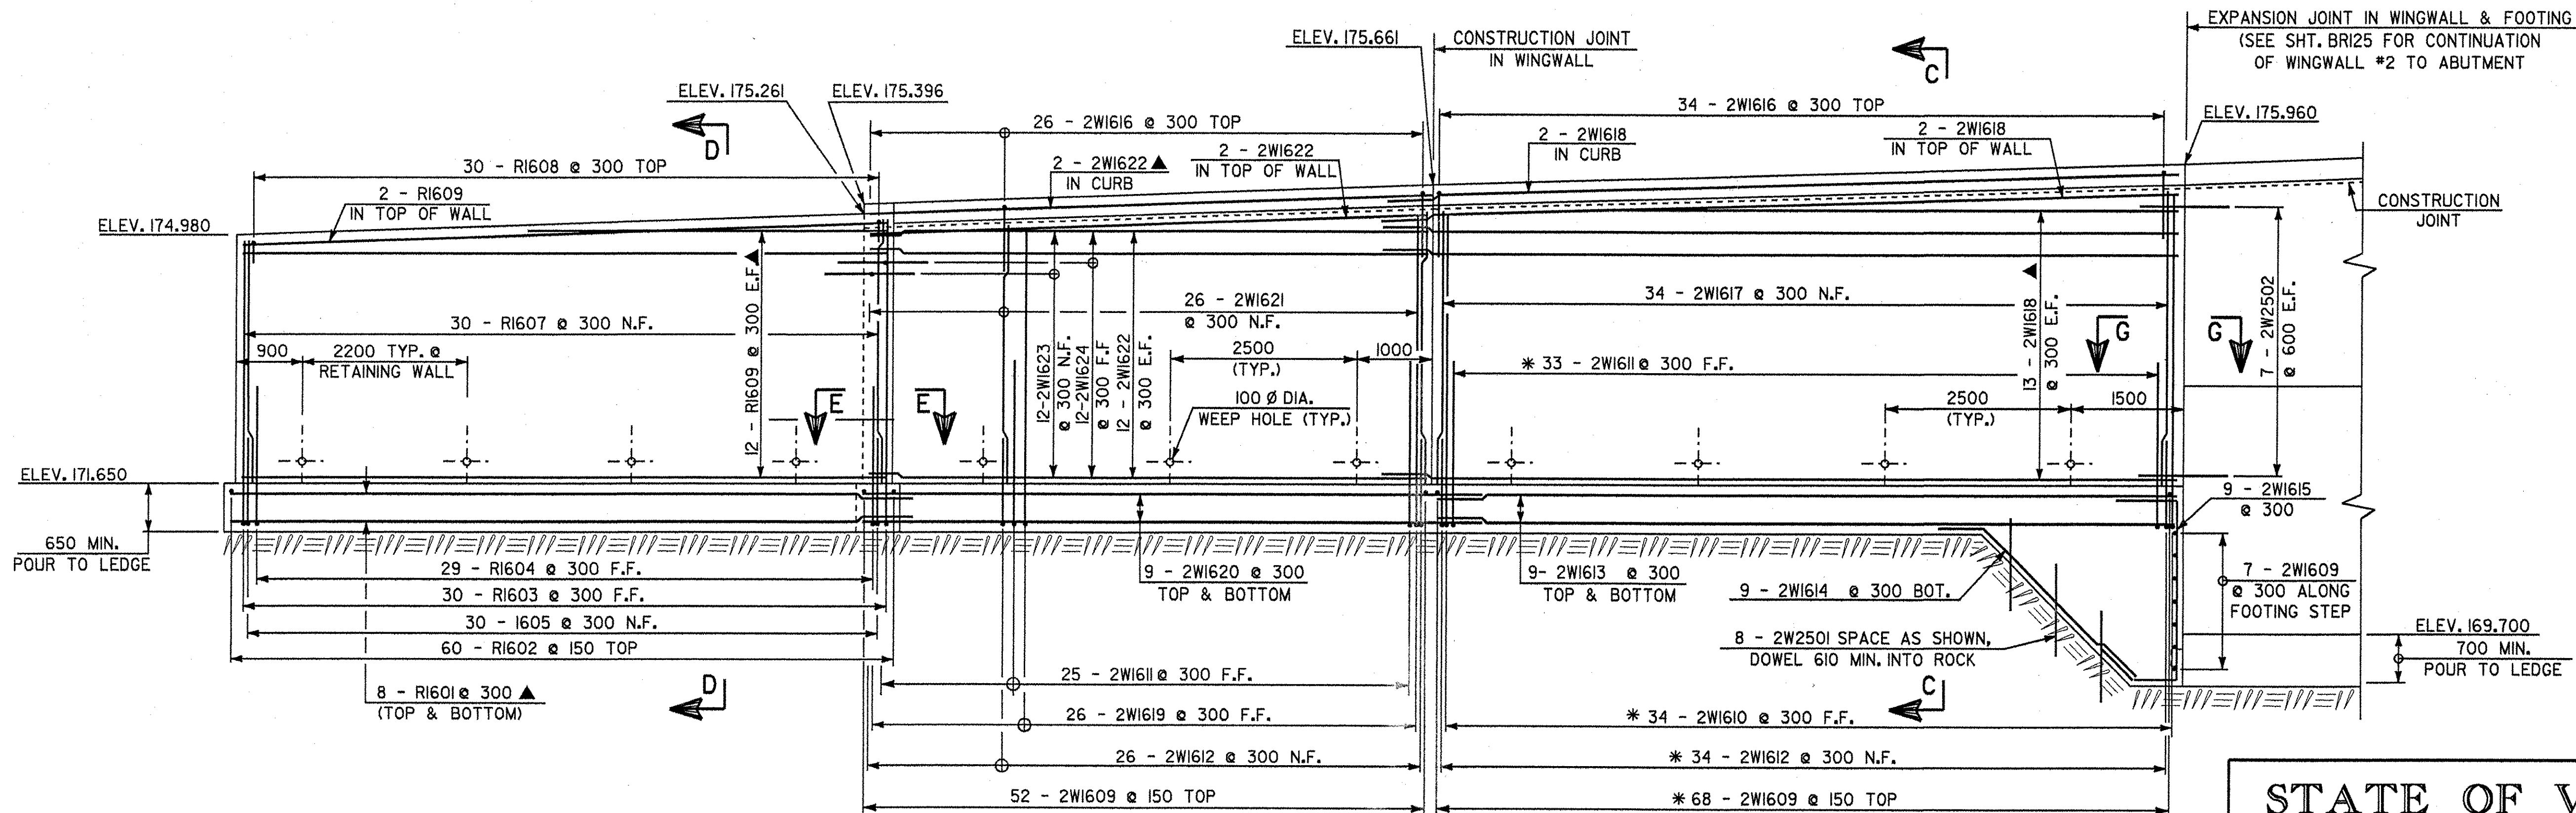 EXPANSION JOINT IN WINGWALL & FOOTING
(SEE SHT. BR125 FOR CONTINUATION
OF WINGWALL #2 TO ABUTMENT
ELEV. 175.661
CONSTRUCTION JOINT
IN WINGWALL
C
ELEV. 175.261
ELEV. 175.396
34 - 2W1616 @ 300 TOP
ELEV. 175.960
D
26 - 2W1616 @ 300 TOP
2 - 2W1618
IN CURB
2 - 2W1618
IN TOP OF WALL
30 - R1608 @ 300 TOP
2 - 2W1622 ▲
IN CURB
2 - 2W1622
IN TOP OF WALL
2 - R1609
IN TOP OF WALL
CONSTRUCTION
JOINT
ELEV. 174.980
12 - R1609 @ 300 E.F. ▲
12-2W1623
@ 300 N.F.
12-2W1624
@ 300 F.F
12 - 2W1622
@ 300 E.F.
13 - 2W1618 ▲
@ 300 E.F.
7 - 2W2502
@ 600 E.F.
26 - 2W1621
@ 300 N.F.
34 - 2W1617 @ 300 N.F.
30 - R1607 @ 300 N.F.
G
G
900
2200 TYP. @
RETAINING WALL
2500
(TYP.)
1000
* 33 - 2W1611 @ 300 F.F.
E
E
100 Ø DIA.
WEEP HOLE (TYP.)
2500
(TYP.)
1500
ELEV. 171.650
9 - 2W1615
@ 300
650 MIN.
POUR TO LEDGE
29 - R1604 @ 300 F.F.
9 - 2W1620 @ 300
TOP & BOTTOM
9- 2W1613 @ 300
TOP & BOTTOM
9 - 2W1614 @ 300 BOT.
7 - 2W1609
@ 300 ALONG
FOOTING STEP
30 - R1603 @ 300 F.F.
30 - 1605 @ 300 N.F.
60 - R1602 @ 150 TOP
8 - 2W2501 SPACE AS SHOWN,
DOWEL 610 MIN. INTO ROCK
ELEV. 169.700
700 MIN.
POUR TO LEDGE
8 - R1601 @ 300 ▲
(TOP & BOTTOM)
D
25 - 2W1611 @ 300 F.F.
C
26 - 2W1619 @ 300 F.F.
* 34 - 2W1610 @ 300 F.F.
26 - 2W1612 @ 300 N.F.
* 34 - 2W1612 @ 300 N.F.
52 - 2W1609 @ 150 TOP
* 68 - 2W1609 @ 150 TOP
STATE OF V